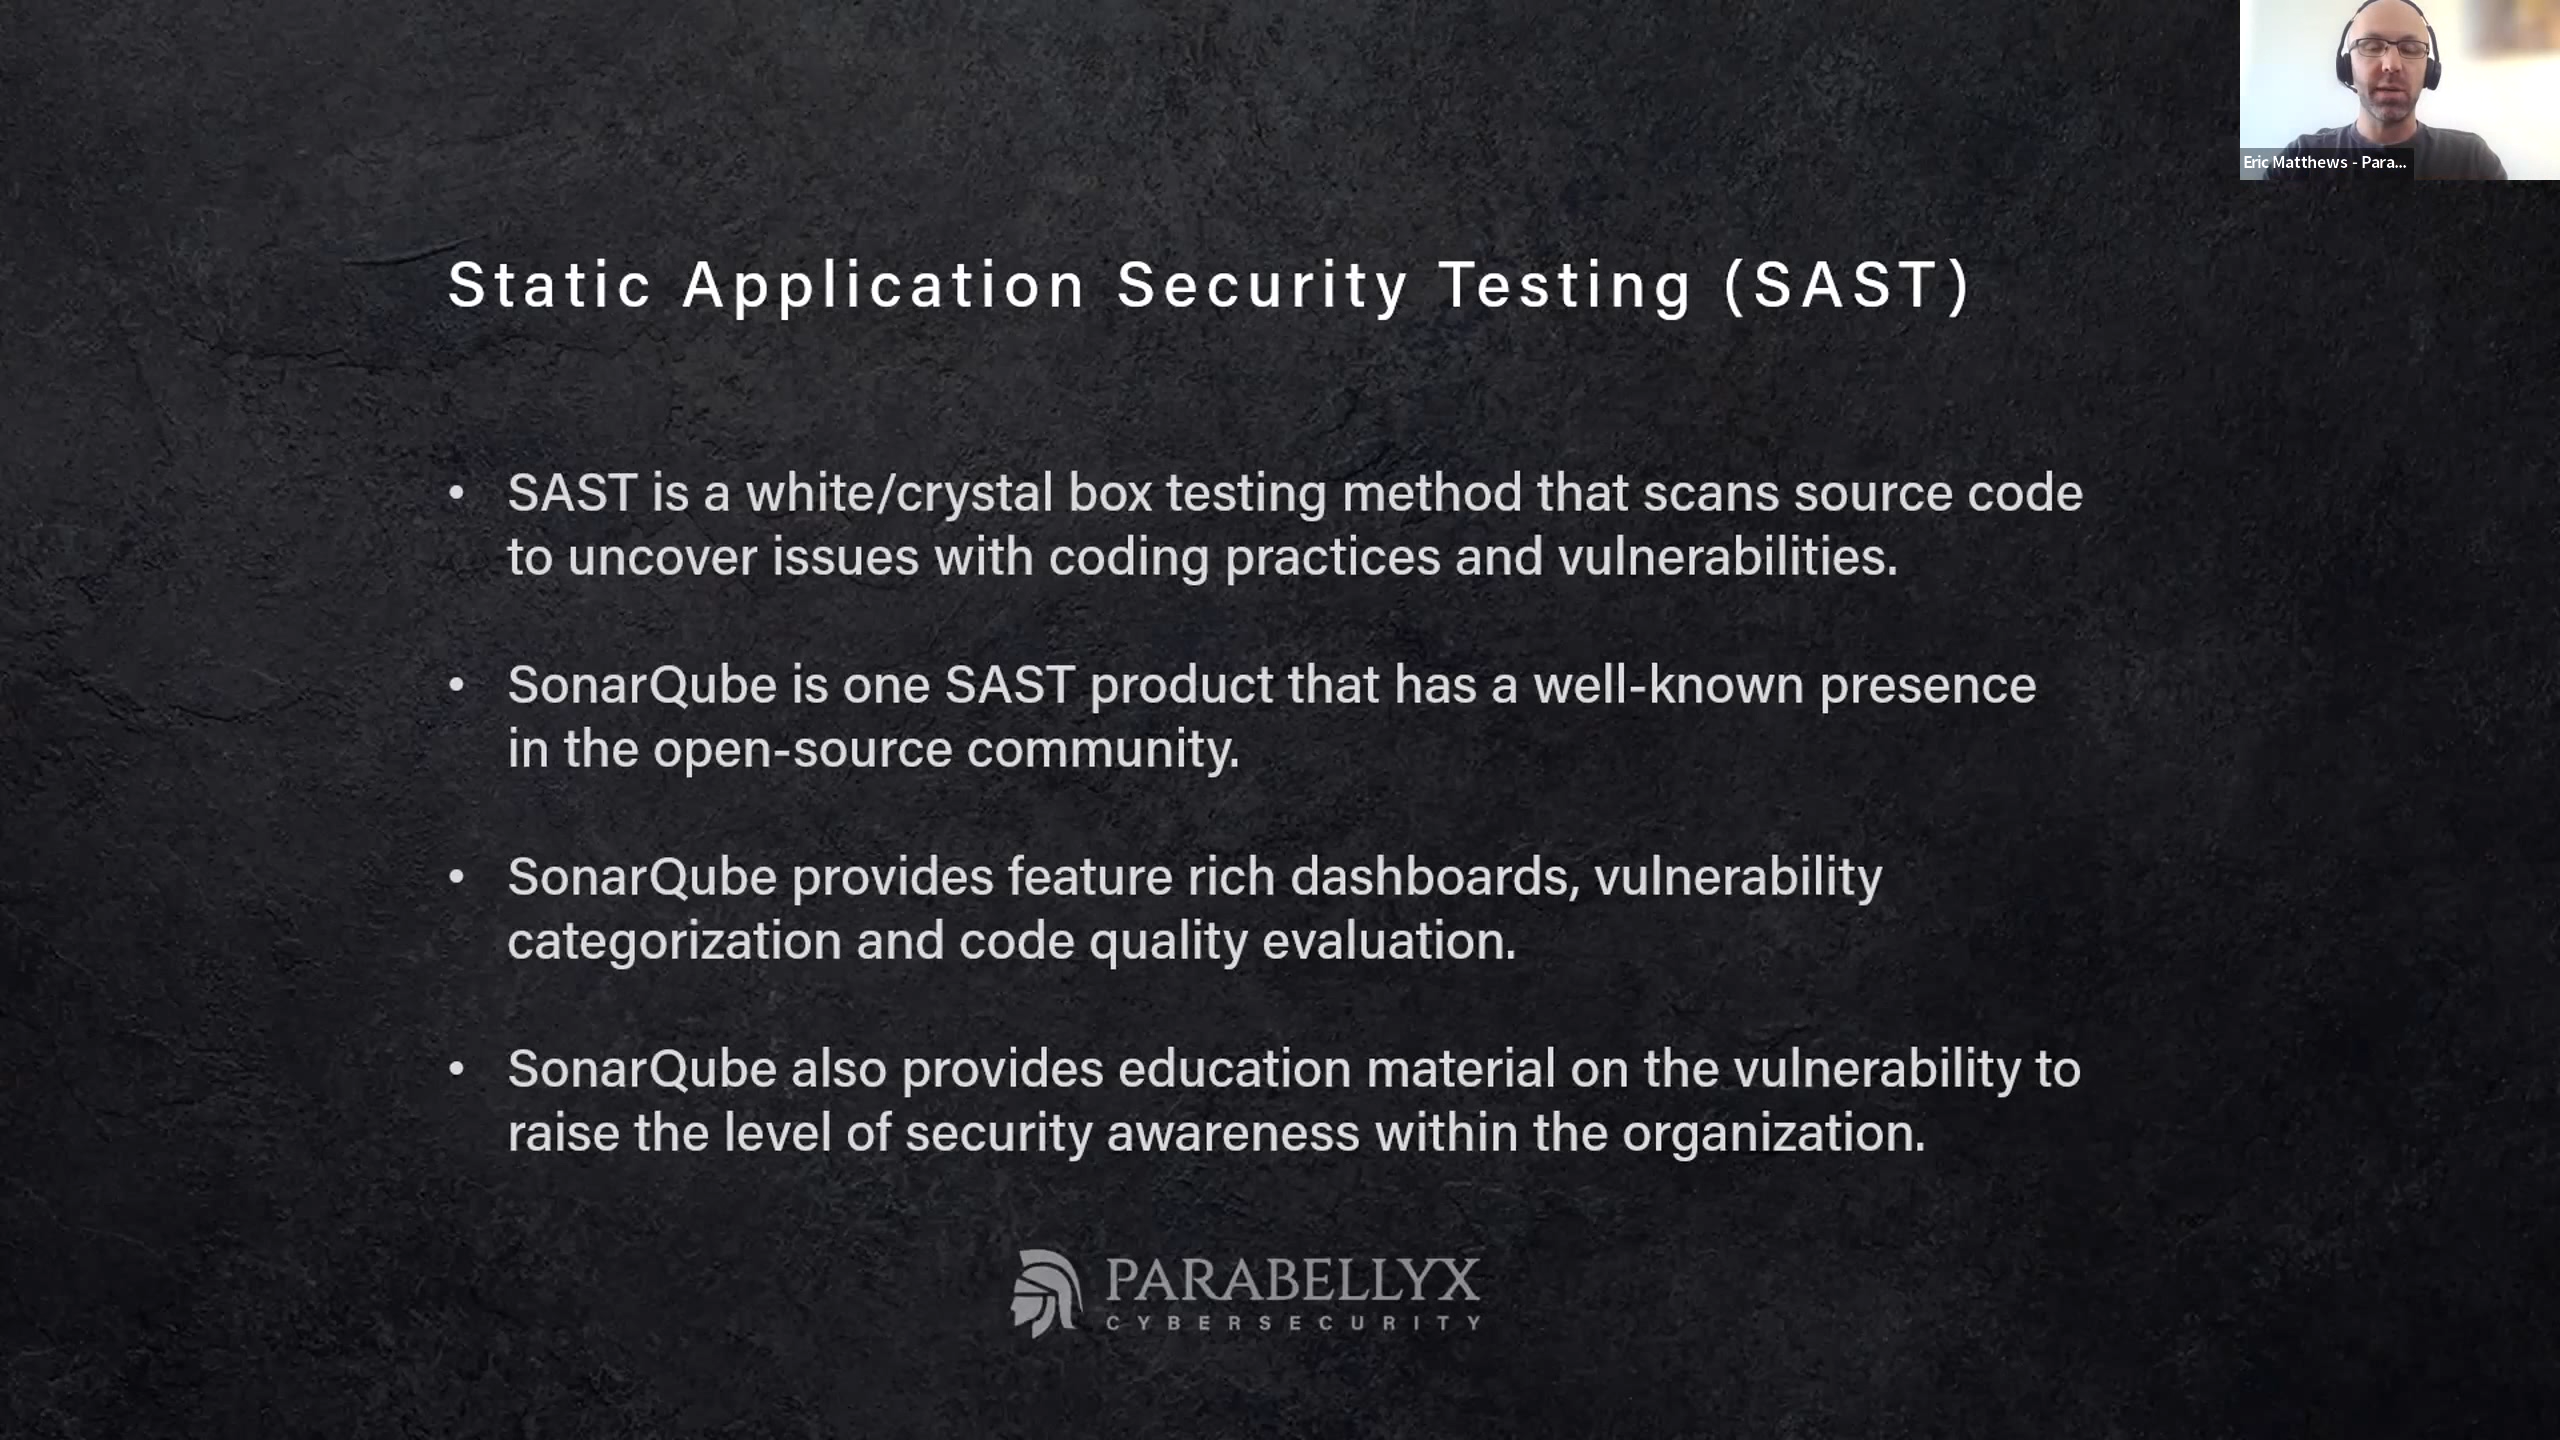 Eric Matthews - Para...
Static Application Security Testing (SAST)
• SAST is a white/crystal box testing method that scans source code
to uncover issues with coding practices and vulnerabilities.
• SonarQube is one SAST product that has a well-known presence
in the open-source community.
• SonarQube provides feature rich dashboards, vulnerability
categorization and code quality evaluation.
• SonarQube also provides education material on the vulnerability to
raise the level of security awareness within the organization.
PARABELLYX
CYBERSECURITY